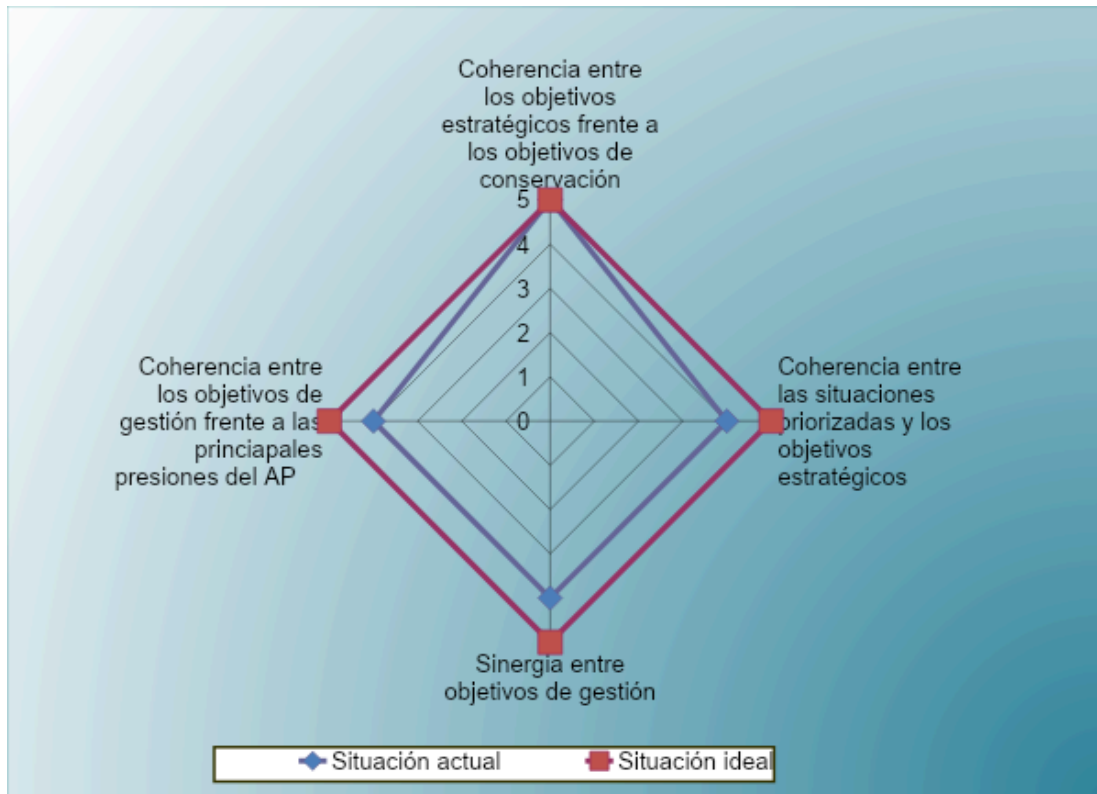 Coherencia entre
los objetivos
estratégicos frente a
los objetivos de
conservación
5
4
3
2
1
0
Coherencia entre
los objetivos de
gestión frente a las
princiapales
presiones del AP
Coherencia entre
las situaciones
priorizadas y los
objetivos
estratégicos
Sinergia entre
objetivos de gestión
Situación actual
Situación ideal